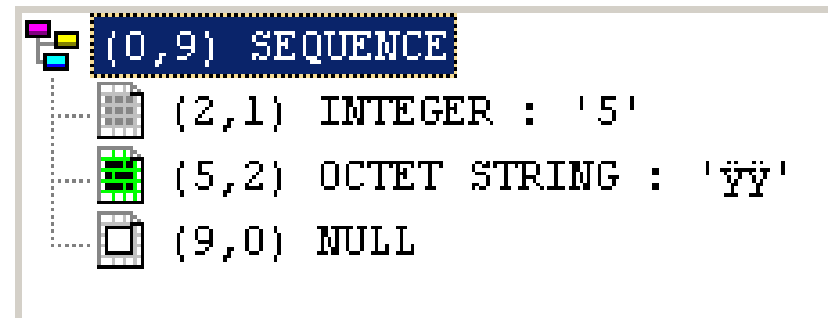 (0,9) SEQUENCE
(2,1) INTEGER : '5'
(5,2) OCTET STRING : 'ÿÿ'
(9,0) NULL